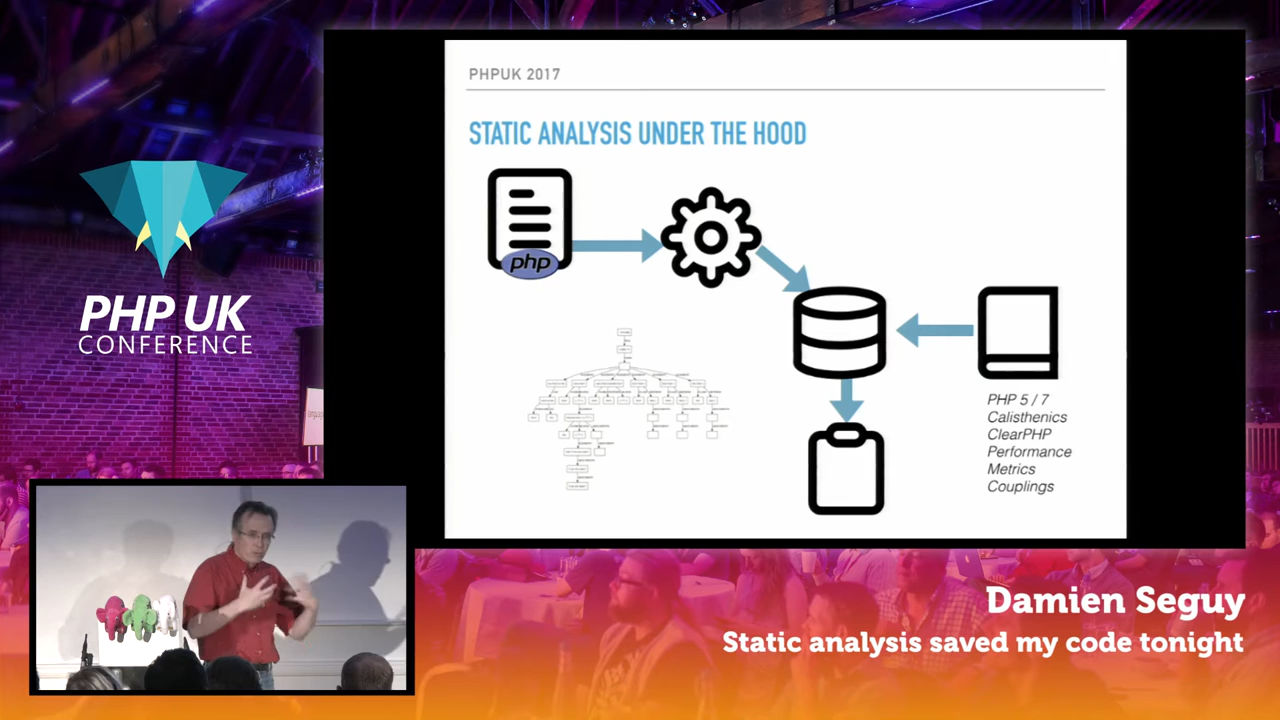 PHPUK 2017
STATIC ANALYSIS UNDER THE HOOD
php
PHP 5 / 7
Calisthenics
ClearPHP
Performance
Metrics
Couplings
PHP UK
CONFERENCE
Damien Seguy
Static analysis saved my code tonight